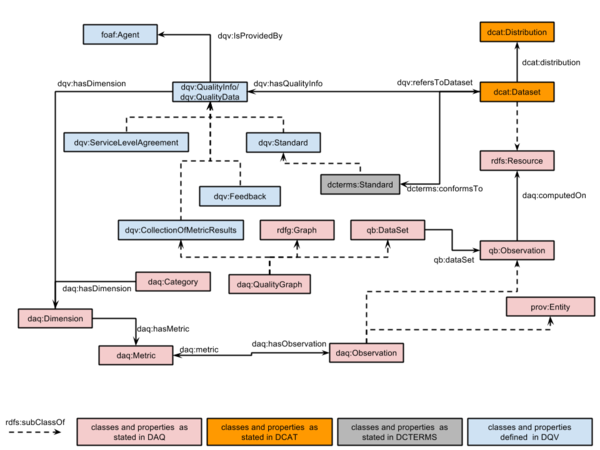 foaf:Agent
dqv:IsProvidedBy
dcat:Distribution
dcat:distribution
dqv:hasDimension
dqv:QualityInfo/
dqv:QualityData
dqv:hasQualityInfo
dqv:refersToDataset
dcat:Dataset
dqv:ServiceLevelAgreement
dqv:Standard
rdfs:Resource
dcterms:Standard
dcterms:conformsTo
daq:computedOn
dqv:Feedback
dqv:CollectionOfMetricResults
rdfg:Graph
qb:DataSet
qb:Observation
qb:dataSet
daq:hasDimension
daq:Category
daq:QualityGraph
prov:Entity
daq:Dimension
daq:hasMetric
daq:Metric
daq:metric
daq:hasObservation
daq:Observation
rdfs:subClassOf
classes and properties as
stated in DAQ
classes and properties as
stated in DCAT
classes and properties as
stated in DCTERMS
classes and properties
defined in DQV